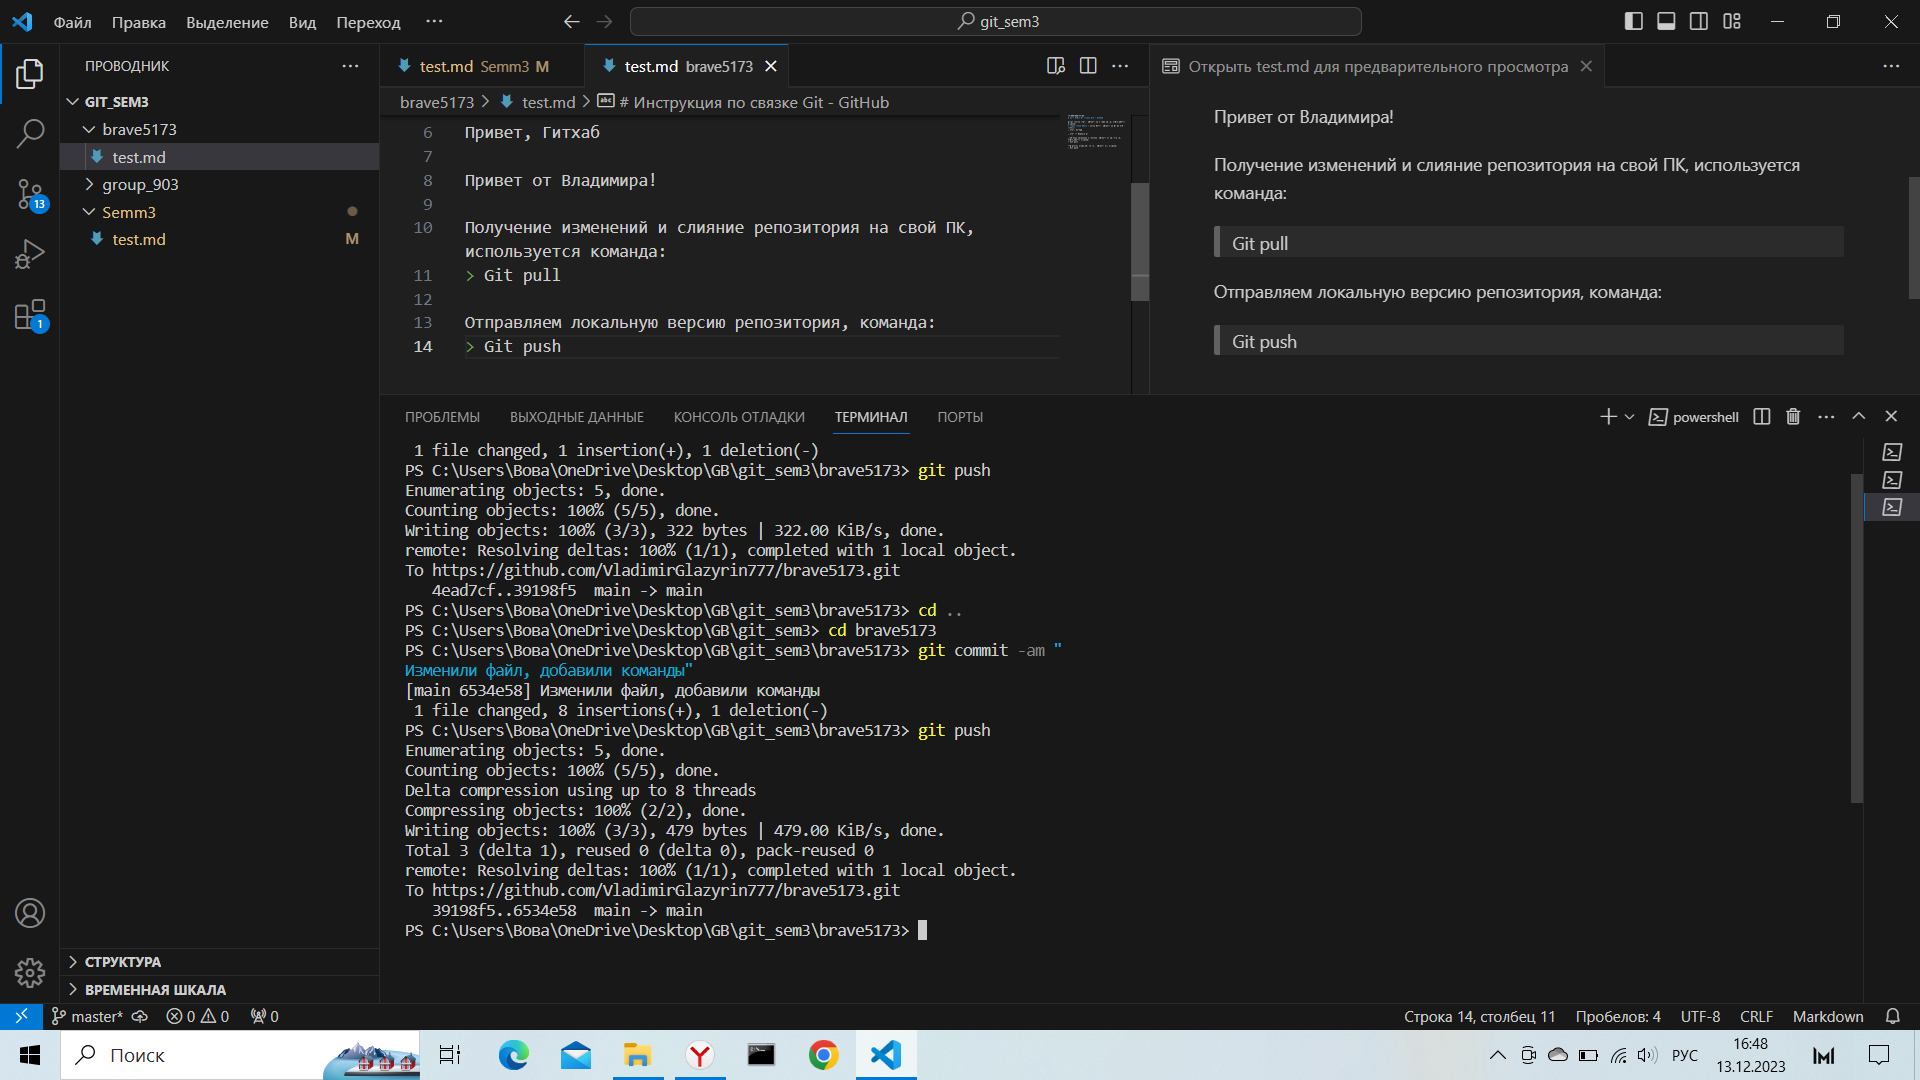 Файл Правка Выделение Вид Переход ··· git_sem3
ПРОВОДНИК
GIT_SEM3
brave5173
test.md
group_903
Semm3
test.md M
СТРУКТУРА
ВРЕМЕННАЯ ШКАЛА
13
1
test.md Semm3 M test.md brave5173
brave5173 > test.md > # Инструкция по связке Git - GitHub
6 Привет, Гитхаб
7
8 Привет от Владимира!
9
10 Получение изменений и слияние репозитория на свой ПК,
используется команда:
11 > Git pull
12
13 Отправляем локальную версию репозитория, команда:
14 > Git push
Открыть test.md для предварительного просмотра
Привет от Владимира!
Получение изменений и слияние репозитория на свой ПК, используется
команда:
Git pull
Отправляем локальную версию репозитория, команда:
Git push
ПРОБЛЕМЫ ВЫХОДНЫЕ ДАННЫЕ КОНСОЛЬ ОТЛАДКИ ТЕРМИНАЛ ПОРТЫ powershell
1 file changed, 1 insertion(+), 1 deletion(-)
PS C:\Users\Вова\OneDrive\Desktop\GB\git_sem3\brave5173> git push
Enumerating objects: 5, done.
Counting objects: 100% (5/5), done.
Writing objects: 100% (3/3), 322 bytes | 322.00 KiB/s, done.
remote: Resolving deltas: 100% (1/1), completed with 1 local object.
To https://github.com/VladimirGlazyrin777/brave5173.git
4ead7cf..39198f5 main -> main
PS C:\Users\Вова\OneDrive\Desktop\GB\git_sem3\brave5173> cd ..
PS C:\Users\Вова\OneDrive\Desktop\GB\git_sem3> cd brave5173
PS C:\Users\Вова\OneDrive\Desktop\GB\git_sem3\brave5173> git commit -am "
Изменили файл, добавили команды"
[main 6534e58] Изменили файл, добавили команды
1 file changed, 8 insertions(+), 1 deletion(-)
PS C:\Users\Вова\OneDrive\Desktop\GB\git_sem3\brave5173> git push
Enumerating objects: 5, done.
Counting objects: 100% (5/5), done.
Delta compression using up to 8 threads
Compressing objects: 100% (2/2), done.
Writing objects: 100% (3/3), 479 bytes | 479.00 KiB/s, done.
Total 3 (delta 1), reused 0 (delta 0), pack-reused 0
remote: Resolving deltas: 100% (1/1), completed with 1 local object.
To https://github.com/VladimirGlazyrin777/brave5173.git
39198f5..6534e58 main -> main
PS C:\Users\Вова\OneDrive\Desktop\GB\git_sem3\brave5173>
master* 0 0 0 Строка 14, столбец 11 Пробелов: 4 UTF-8 CRLF Markdown
Поиск РУС 16:48
13.12.2023